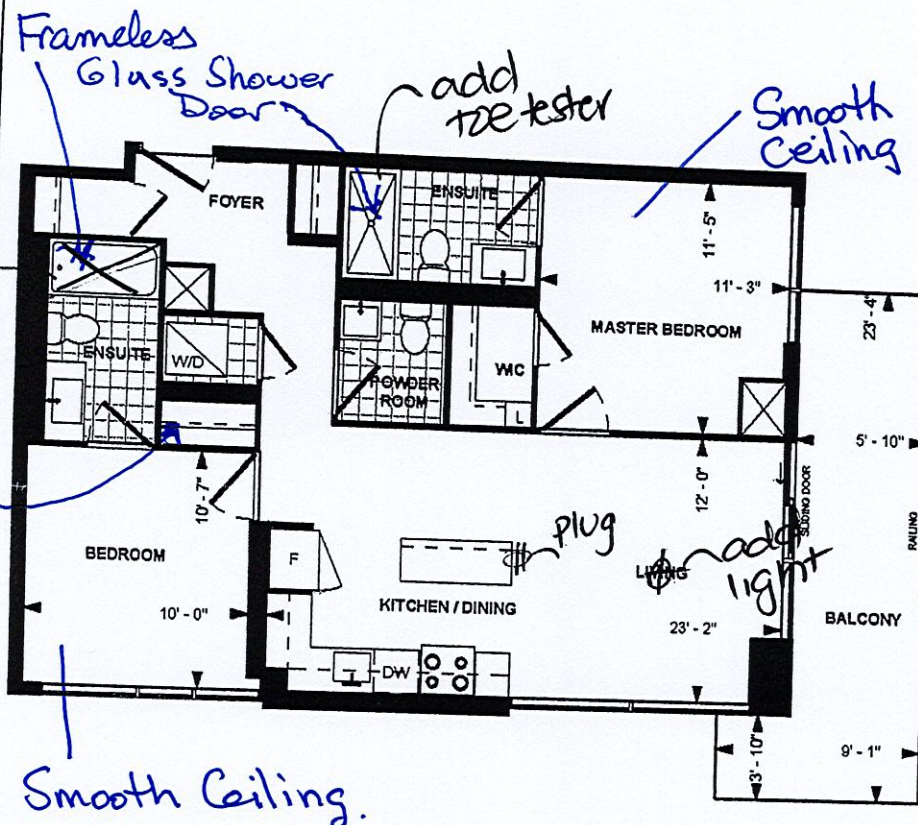 Frameless
Glass Shower
Door
add
toe tester
Smooth
Ceiling
FOYER
ENSUITE
11' - 5"
11' - 3"
23' - 4"
MASTER BEDROOM
ENSUITE
W/D
WIC
POWDER
ROOM
L
5' - 10"
10' - 7"
12' - 0"
SLIDING DOOR
RAILING
BEDROOM
F
plug
LIVING
add
light
KITCHEN / DINING
10' - 0"
23' - 2"
BALCONY
DW
3' - 10"
9' - 1"
Smooth Ceiling.